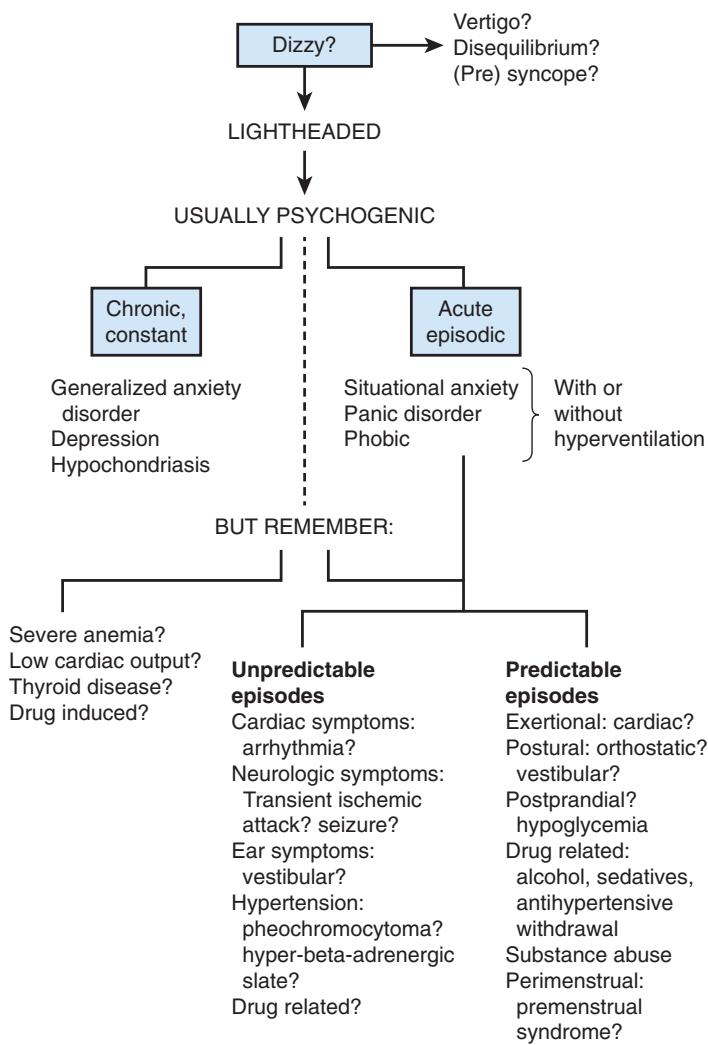 Dizzy?
Vertigo?
Disequilibrium?
(Pre) syncope?
LIGHTHEADED
USUALLY PSYCHOGENIC
Chronic,
constant
Acute
episodic
Generalized anxiety
disorder
Depression
Hypochondriasis
Situational anxiety
Panic disorder
Phobic
With or
without
hyperventilation
BUT REMEMBER:
Severe anemia?
Low cardiac output?
Thyroid disease?
Drug induced?
Unpredictable
episodes
Cardiac symptoms:
arrhythmia?
Neurologic symptoms:
Transient ischemic
attack? seizure?
Ear symptoms:
vestibular?
Hypertension:
pheochromocytoma?
hyper-beta-adrenergic
slate?
Drug related?
Predictable
episodes
Exertional: cardiac?
Postural: orthostatic?
vestibular?
Postprandial?
hypoglycemia
Drug related:
alcohol, sedatives,
antihypertensive
withdrawal
Substance abuse
Perimenstrual:
premenstrual
syndrome?